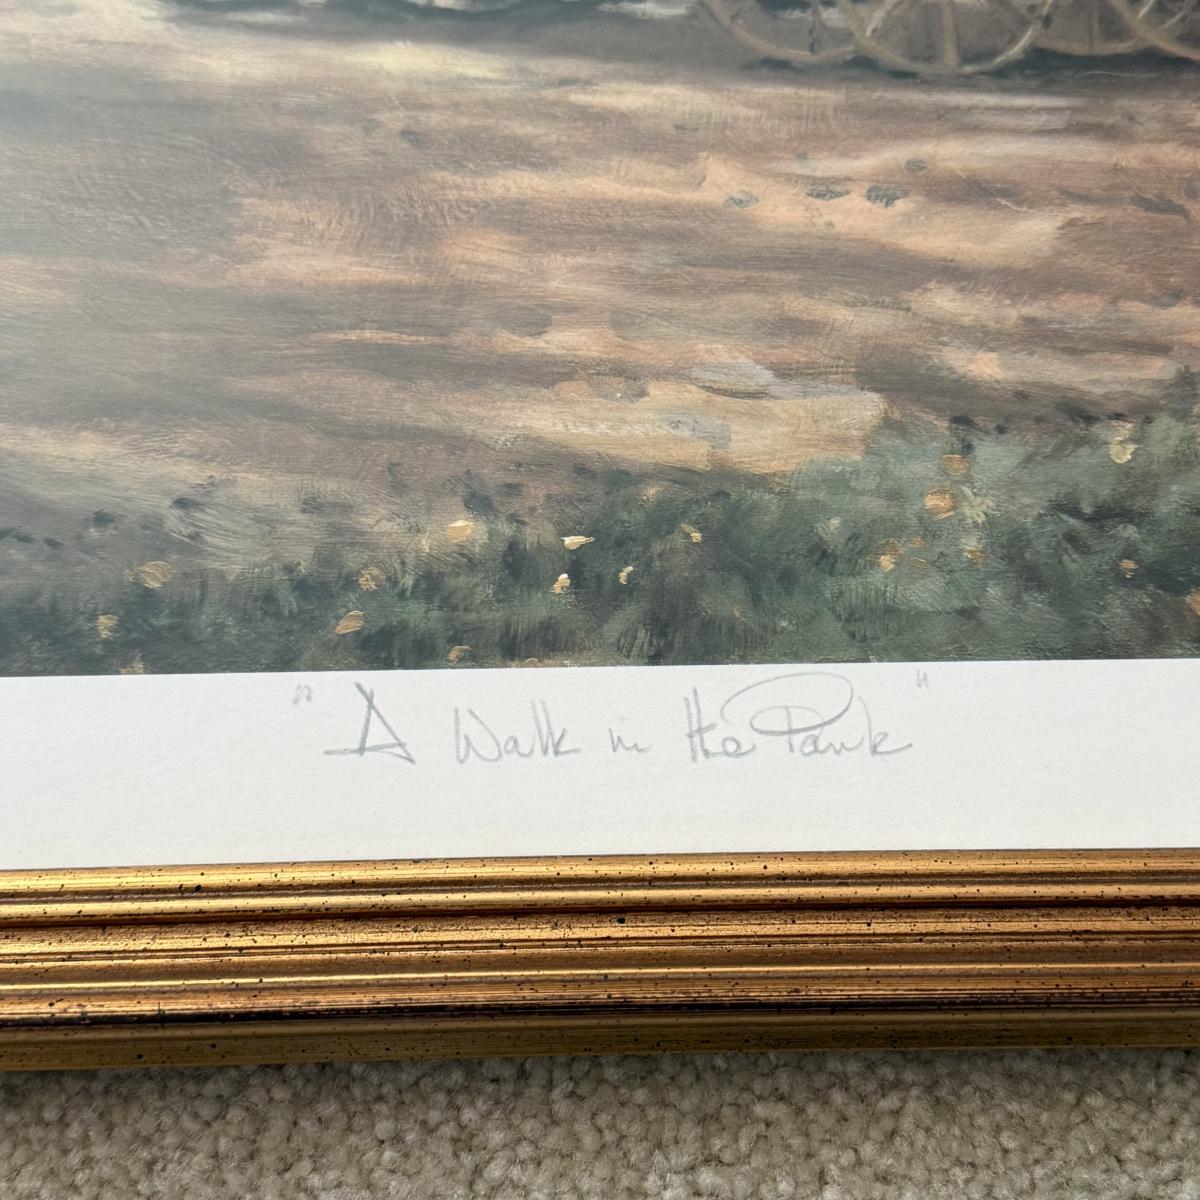 "A Walk in the Park"